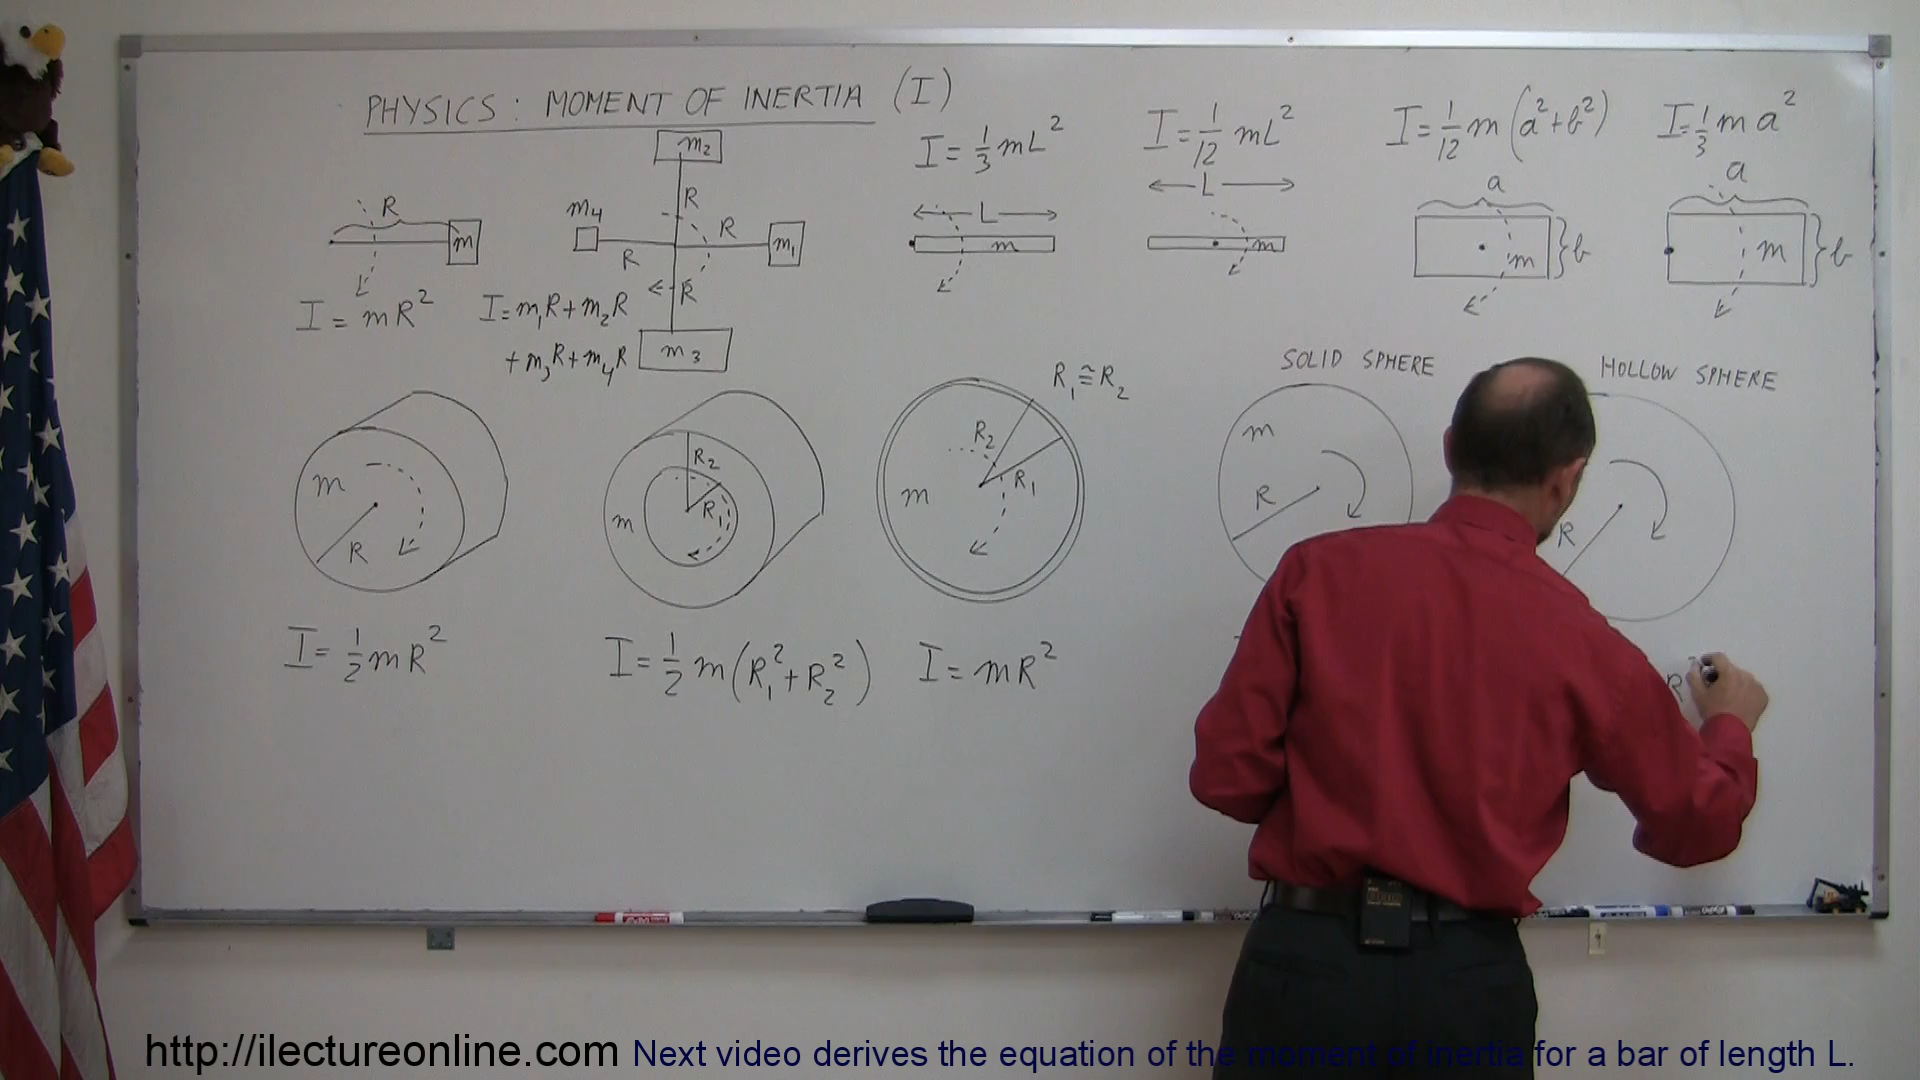 PHYSICS: MOMENT OF INERTIA (I)
I = 1/3 mL²
I = 1/12 mL²
I = 1/12 m(a²+b²)
I = 1/3 ma²
R
m
I = mR²
m₂
R
m₄
R
m₁
R
R
m₃
I = m₁R + m₂R
+ m₃R + m₄R
L
m
L
m
a
m
b
a
m
b
m
R
I = 1/2 mR²
R₂
R₁
m
I = 1/2 m(R₁²+R₂²)
R₁ ≅ R₂
R₂
R₁
m
I = mR²
SOLID SPHERE
m
R
HOLLOW SPHERE
R
R
http://ilectureonline.com Next video derives the equation of the moment of inertia for a bar of length L.